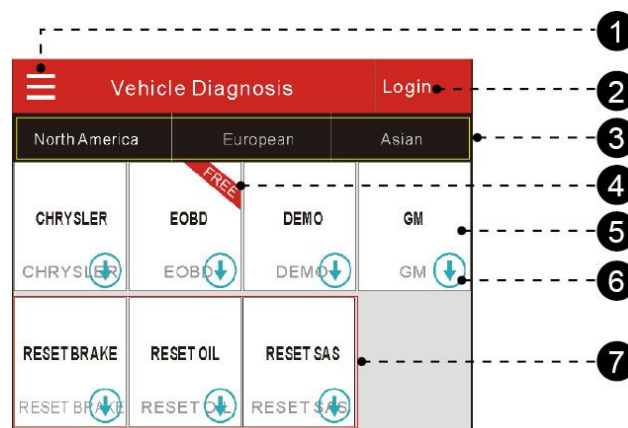 1
Vehicle Diagnosis Login 2
North America European Asian 3
FREE 4
CHRYSLER EOBD DEMO GM 5
CHRYSLER EOBD DEMO GM 6
RESET BRAKE RESET OIL RESET SAS 7
RESET BRAKE RESET OIL RESET SAS